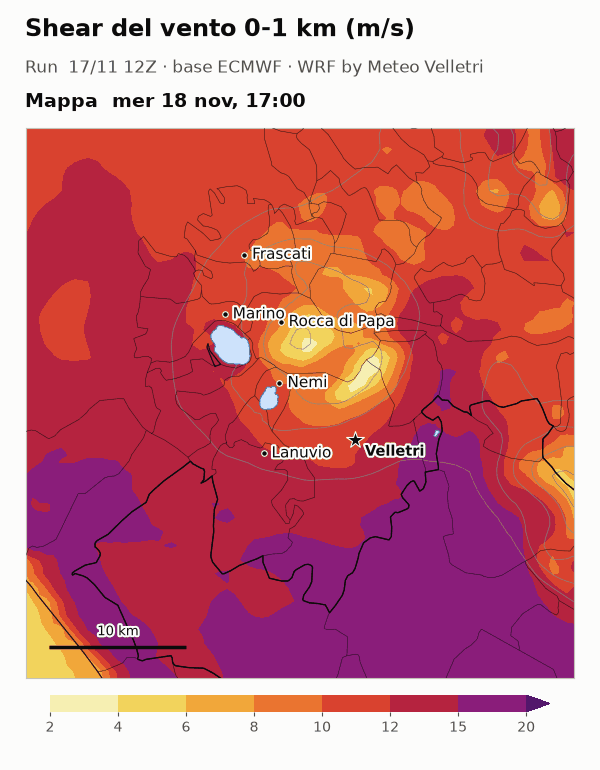 Shear del vento 0-1 km (m/s)
Run  17/11 12Z · base ECMWF · WRF by Meteo Velletri
Mappa  mer 18 nov, 17:00
Frascati
Marino
Rocca di Papa
Nemi
Velletri
Lanuvio
10 km
2 4 6 8 10 12 15 20